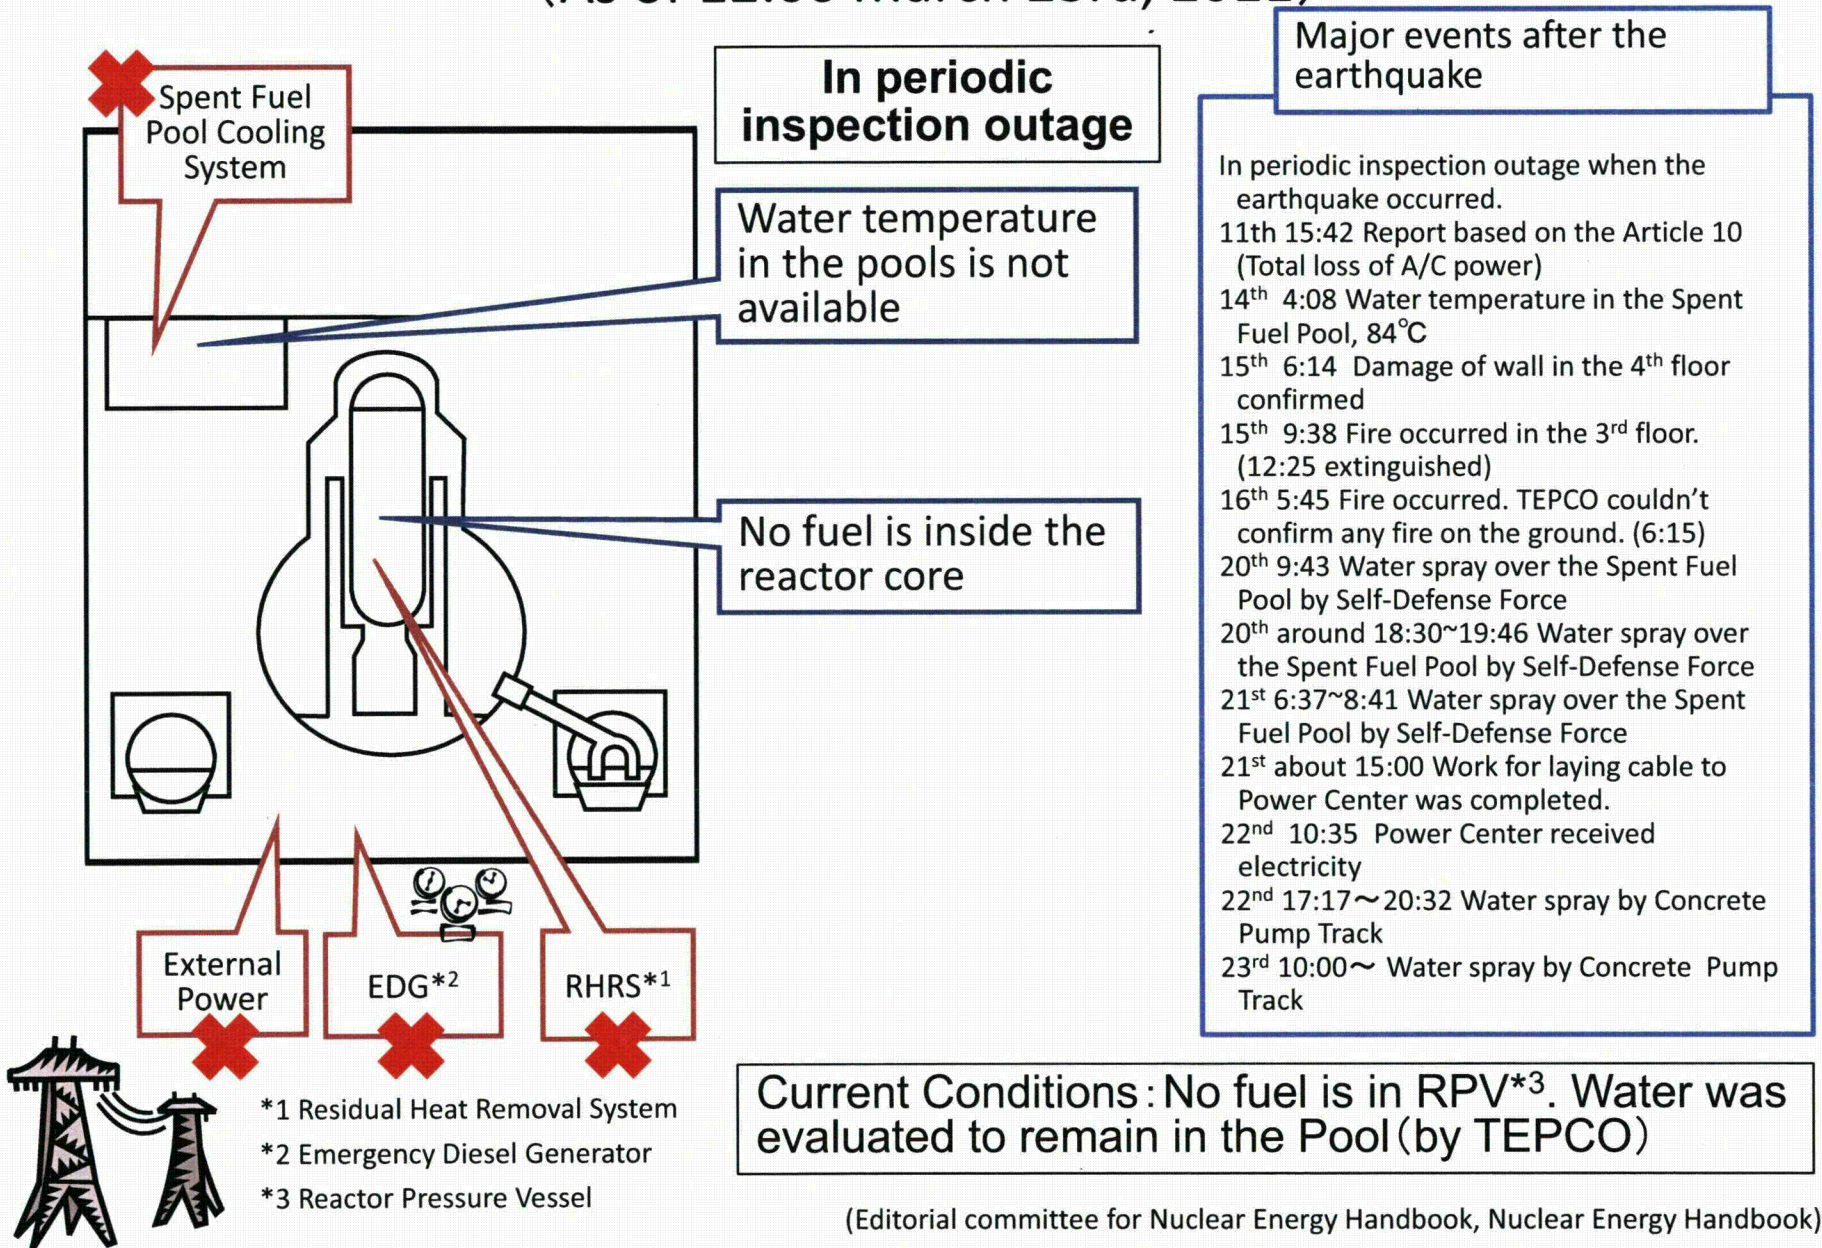 Spent Fuel
Pool Cooling
System
In periodic
inspection outage
Water temperature
in the pools is not
available
No fuel is inside the
reactor core
External
Power
EDG*2
RHRS*1
*1 Residual Heat Removal System
*2 Emergency Diesel Generator
*3 Reactor Pressure Vessel
Major events after the
earthquake
In periodic inspection outage when the
earthquake occurred.
11th 15:42 Report based on the Article 10
(Total loss of A/C power)
14th 4:08 Water temperature in the Spent
Fuel Pool, 84℃
15th 6:14 Damage of wall in the 4th floor
confirmed
15th 9:38 Fire occurred in the 3rd floor.
(12:25 extinguished)
16th 5:45 Fire occurred. TEPCO couldn't
confirm any fire on the ground. (6:15)
20th 9:43 Water spray over the Spent Fuel
Pool by Self-Defense Force
20th around 18:30~19:46 Water spray over
the Spent Fuel Pool by Self-Defense Force
21st 6:37~8:41 Water spray over the Spent
Fuel Pool by Self-Defense Force
21st about 15:00 Work for laying cable to
Power Center was completed.
22nd 10:35 Power Center received
electricity
22nd 17:17～20:32 Water spray by Concrete
Pump Track
23rd 10:00～ Water spray by Concrete Pump
Track
Current Conditions : No fuel is in RPV*3. Water was
evaluated to remain in the Pool（by TEPCO）
(Editorial committee for Nuclear Energy Handbook, Nuclear Energy Handbook)